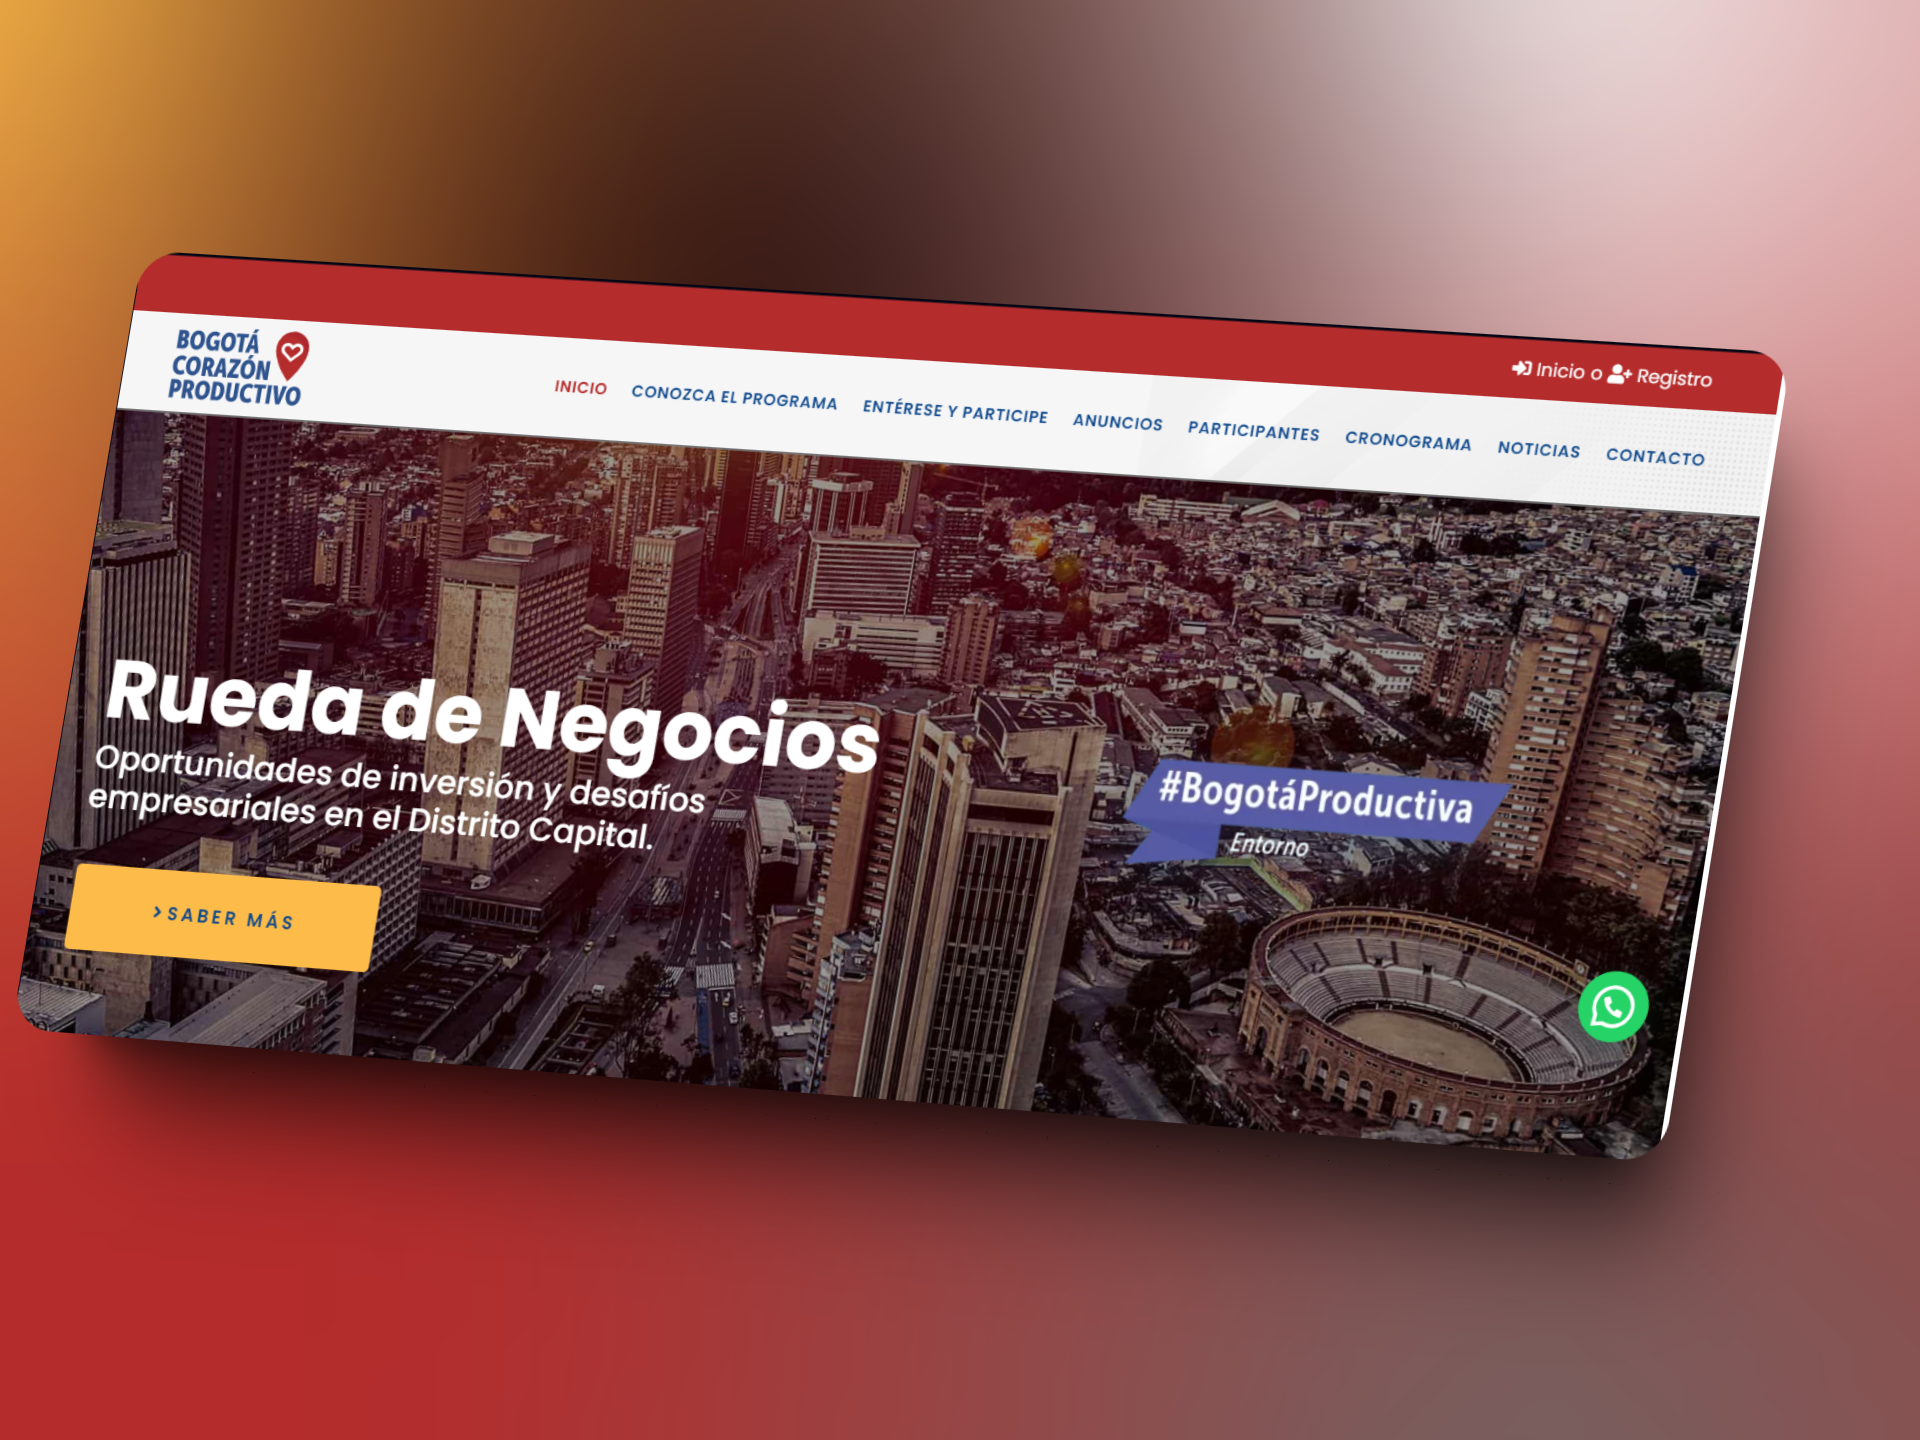 Inicio o Registro
BOGOTÁ
CORAZÓN
PRODUCTIVO
INICIO CONOZCA EL PROGRAMA ENTÉRESE Y PARTICIPE ANUNCIOS PARTICIPANTES CRONOGRAMA NOTICIAS CONTACTO
Rueda de Negocios
Oportunidades de inversión y desafíos
empresariales en el Distrito Capital.
SABER MÁS
#BogotáProductiva
Entorno